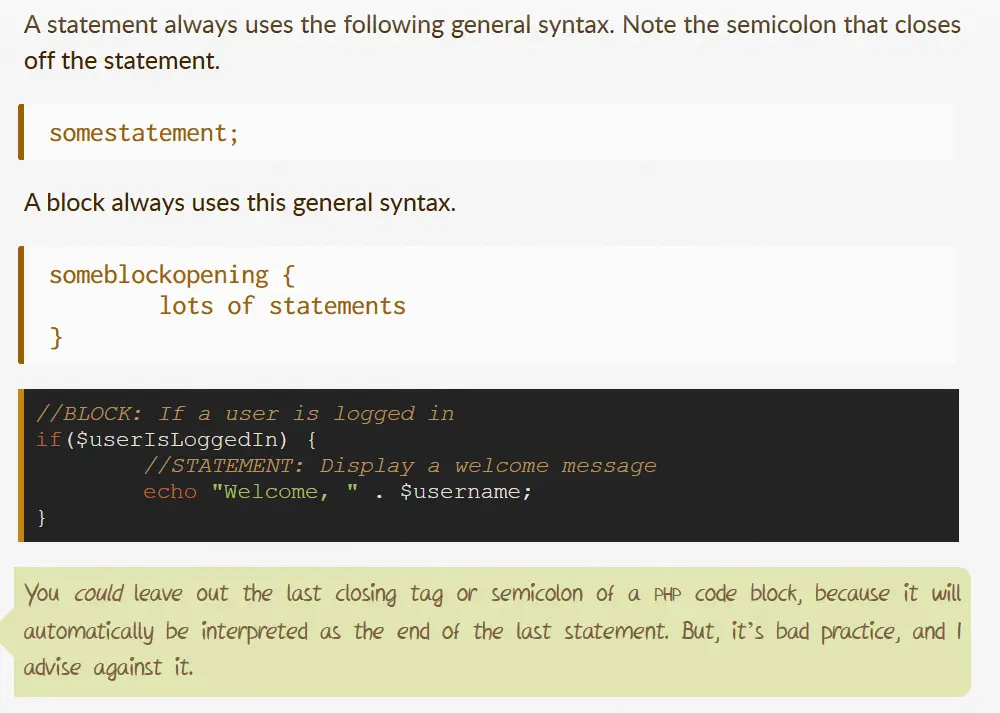 A statement always uses the following general syntax. Note the semicolon that closes
off the statement.
somestatement;
A block always uses this general syntax.
someblockopening {
lots of statements
}
//BLOCK: If a user is logged in
if($userIsLoggedIn) {
//STATEMENT: Display a welcome message
echo "Welcome, " . $username;
}
You could leave out the last closing tag or semicolon of a PHP code block, because it will
automatically be interpreted as the end of the last statement. But, it's bad practice, and I
advise against it.